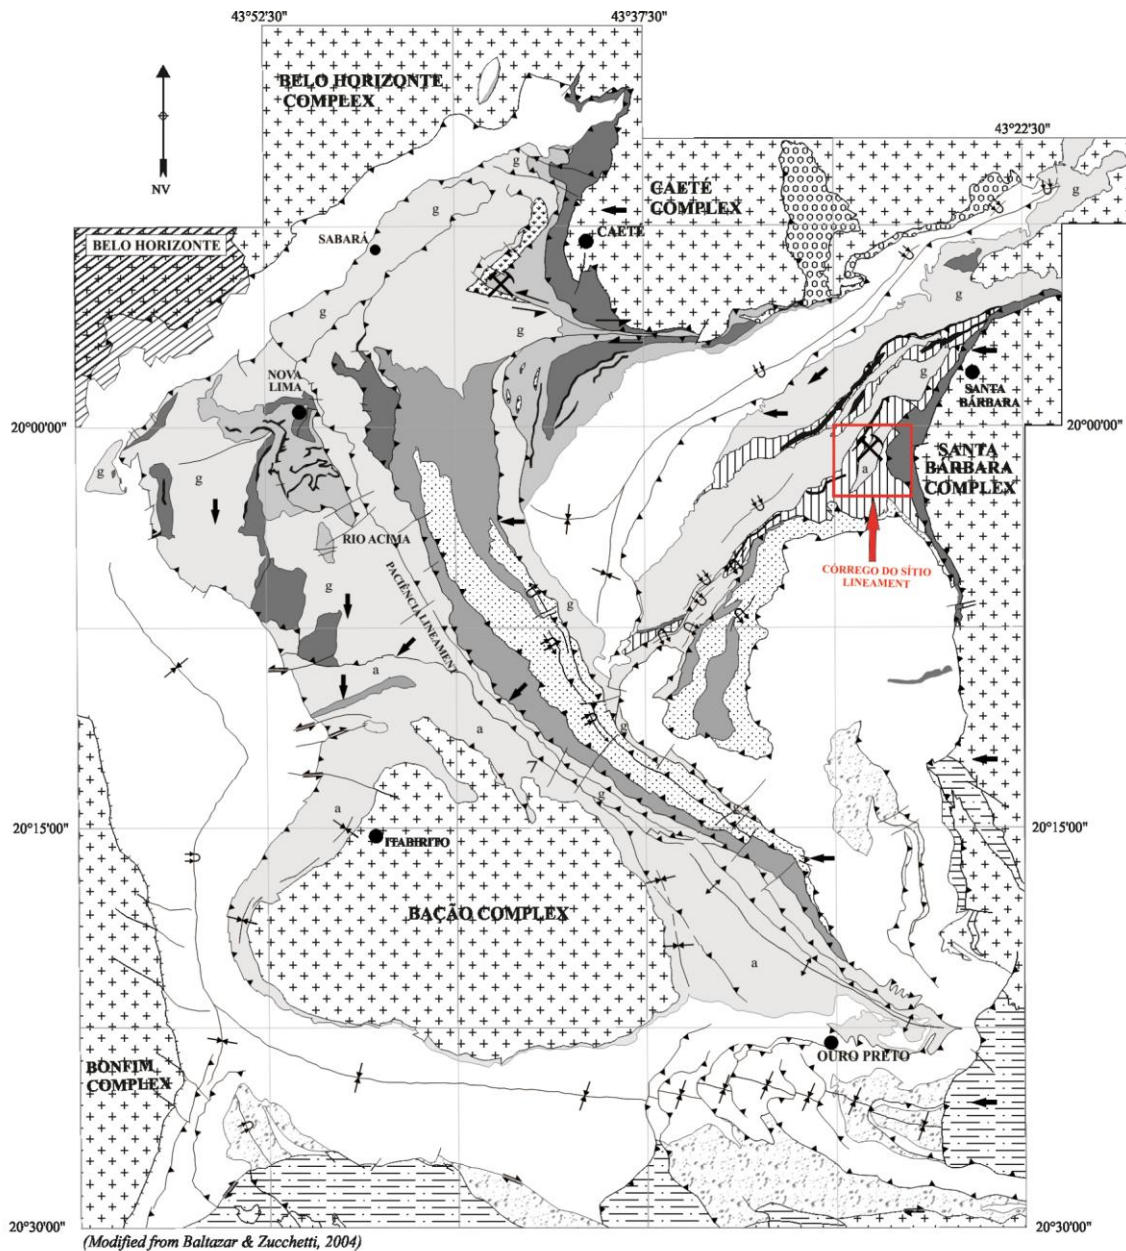 43°52'30"
43°37'30"
BELO HORIZONTE
COMPLEX
43°22'30"
NV
g
g
CAETÉ
COMPLEX
g
BELO HORIZONTE
SABARÁ
CAETÉ
g
g
g
NOVA
LIMA
g
SANTA
BÁRBARA
20°00'00"
20°00'00"
SANTA
BÁRBARA
COMPLEX
g
g
a
RIO ACIMA
CÓRREGO DO SÍTIO
LINEAMENT
PACIÊNCIA LINEAMENT
g
g
a
g
a
g
g
a
20°15'00"
20°15'00"
ITABIRITO
BAÇÃO COMPLEX
a
OURO PRETO
BONFIM
COMPLEX
20°30'00"
20°30'00"
(Modified from Baltazar & Zucchetti, 2004)